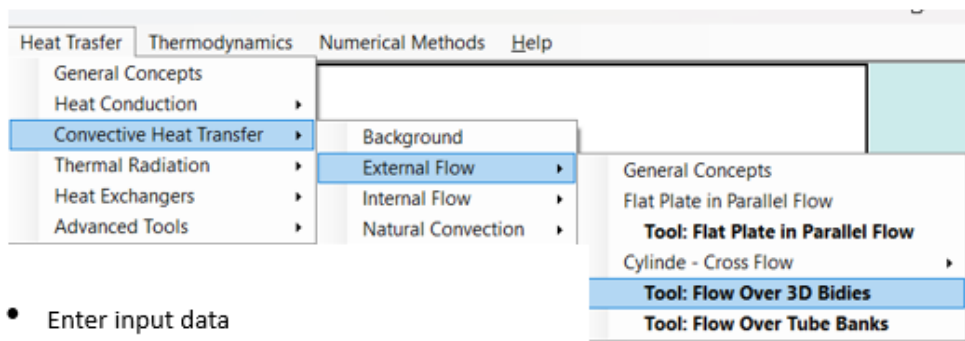 Heat Trasfer Thermodynamics Numerical Methods Help
General Concepts
Heat Conduction
Convective Heat Transfer
Thermal Radiation
Heat Exchangers
Advanced Tools
Background
External Flow
Internal Flow
Natural Convection
General Concepts
Flat Plate in Parallel Flow
Tool: Flat Plate in Parallel Flow
Cylinde - Cross Flow
Tool: Flow Over 3D Bidies
Tool: Flow Over Tube Banks
• Enter input data